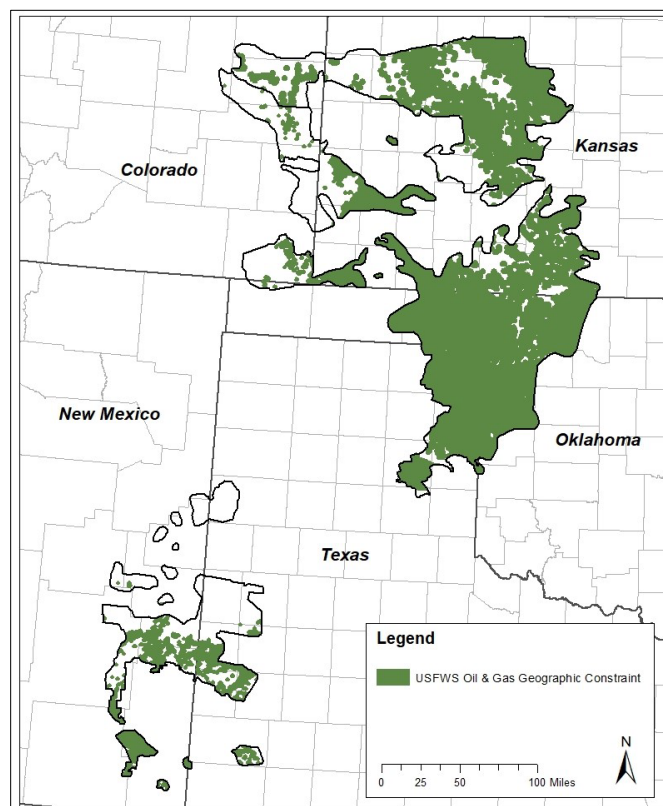 Colorado
Kansas
New Mexico
Oklahoma
Texas
Legend
USFWS Oil & Gas Geographic Constraint
N
0 25 50 100 Miles